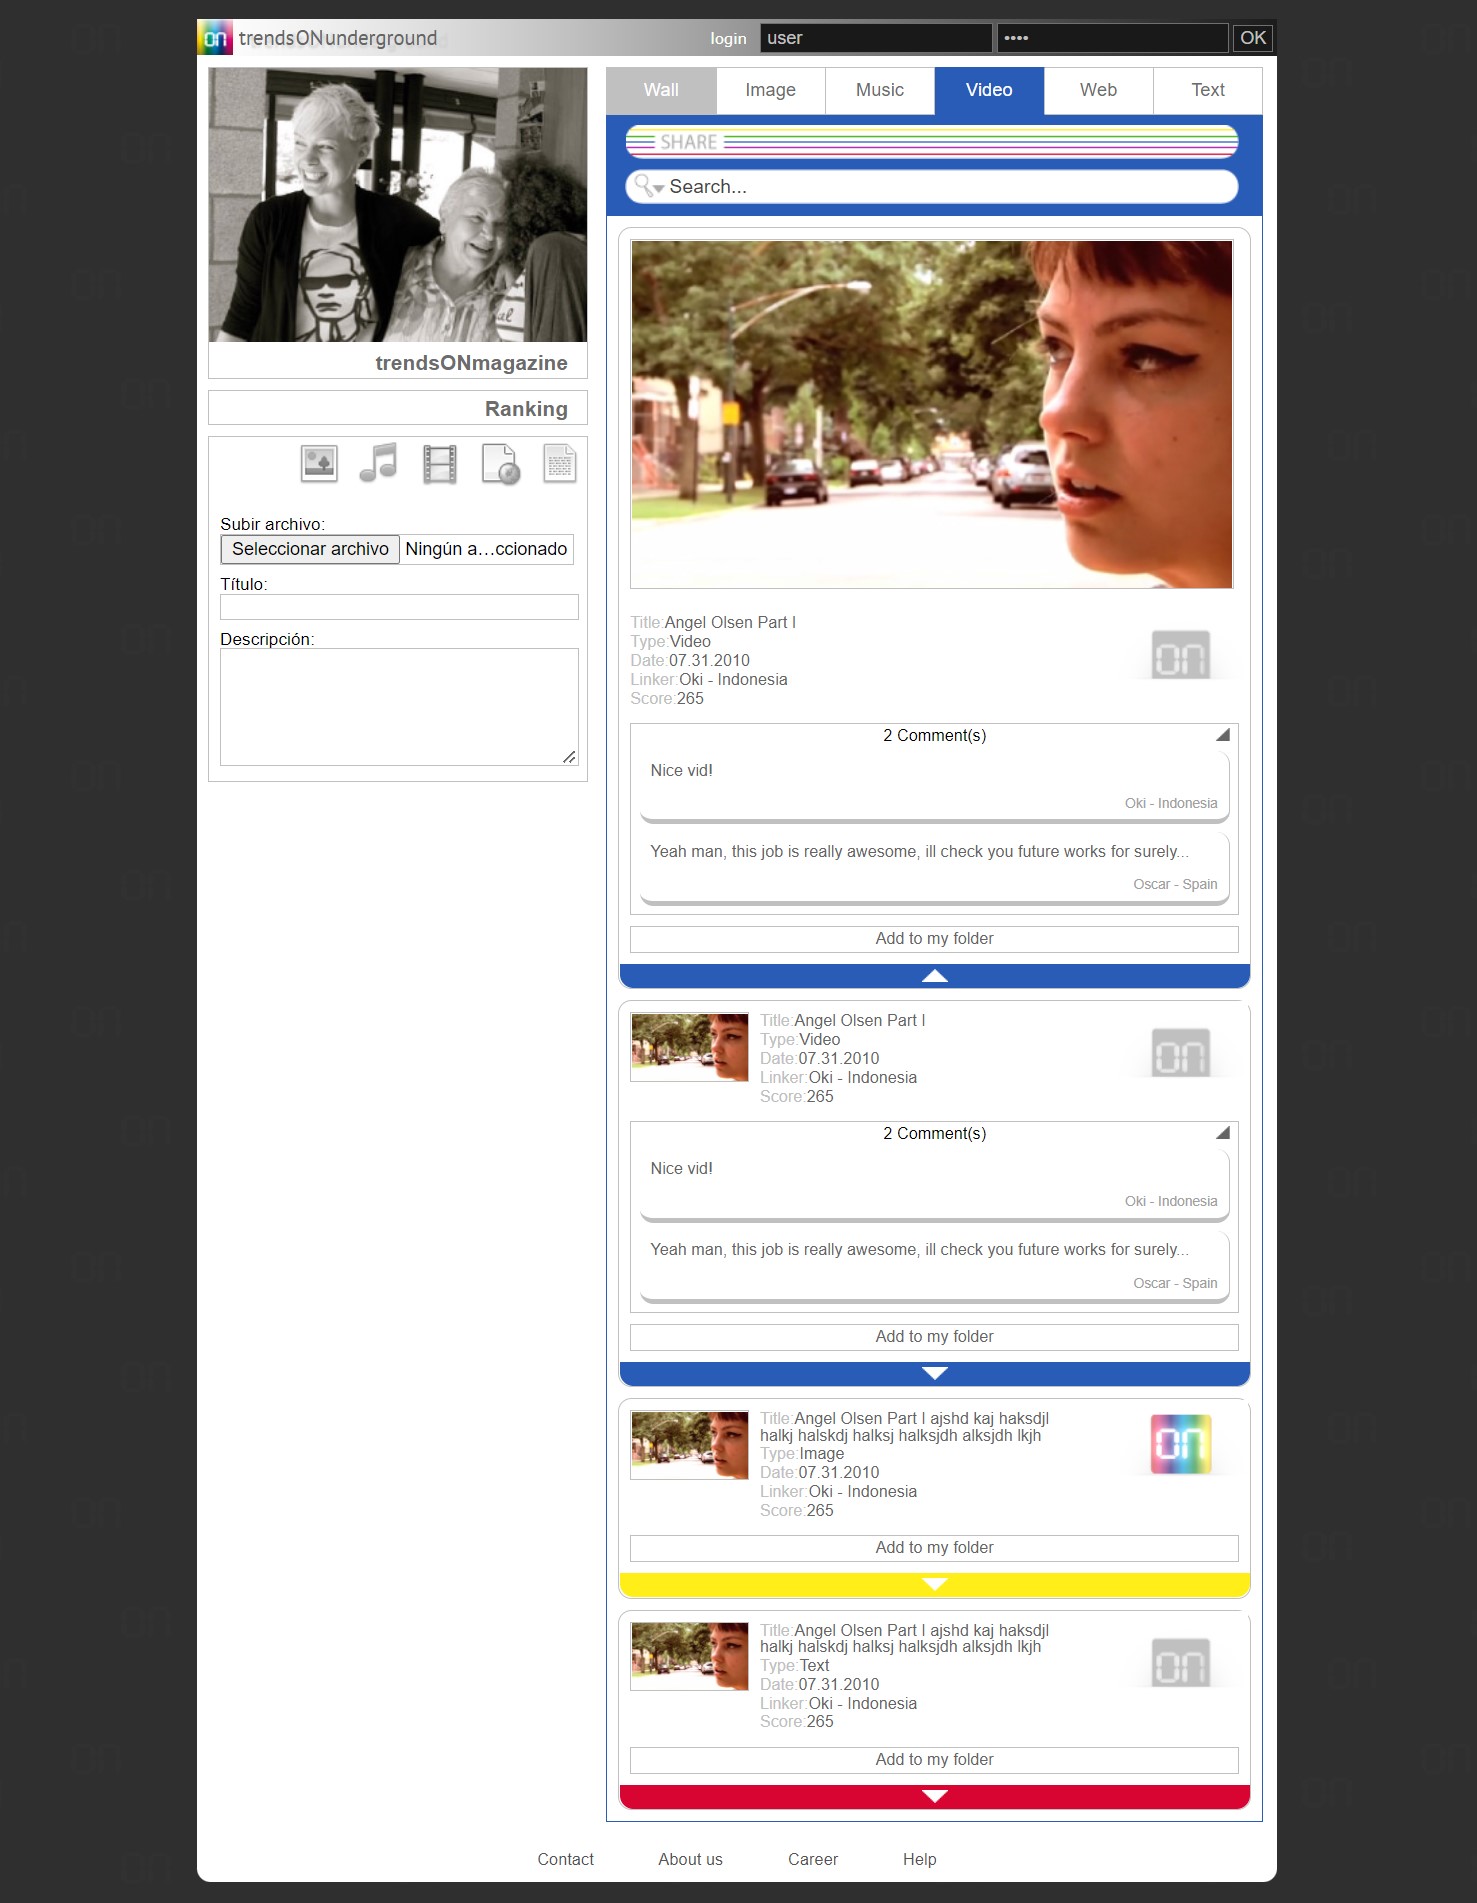 on trendsONunderground
login user •••• OK
trendsONmagazine
Ranking
Subir archivo:
Seleccionar archivo Ningún a…ccionado
Título:
Descripción:
Wall Image Music Video Web Text
SHARE
Search...
Title:Angel Olsen Part I
Type:Video
Date:07.31.2010
Linker:Oki - Indonesia
Score:265
on
2 Comment(s)
Nice vid!
Oki - Indonesia
Yeah man, this job is really awesome, ill check you future works for surely...
Oscar - Spain
Add to my folder
Title:Angel Olsen Part I
Type:Video
Date:07.31.2010
Linker:Oki - Indonesia
Score:265
on
2 Comment(s)
Nice vid!
Oki - Indonesia
Yeah man, this job is really awesome, ill check you future works for surely...
Oscar - Spain
Add to my folder
Title:Angel Olsen Part I ajshd kaj haksdjl
halkj halskdj halksj halksjdh alksjdh lkjh
Type:Image
Date:07.31.2010
Linker:Oki - Indonesia
Score:265
on
Add to my folder
Title:Angel Olsen Part I ajshd kaj haksdjl
halkj halskdj halksj halksjdh alksjdh lkjh
Type:Text
Date:07.31.2010
Linker:Oki - Indonesia
Score:265
on
Add to my folder
Contact About us Career Help